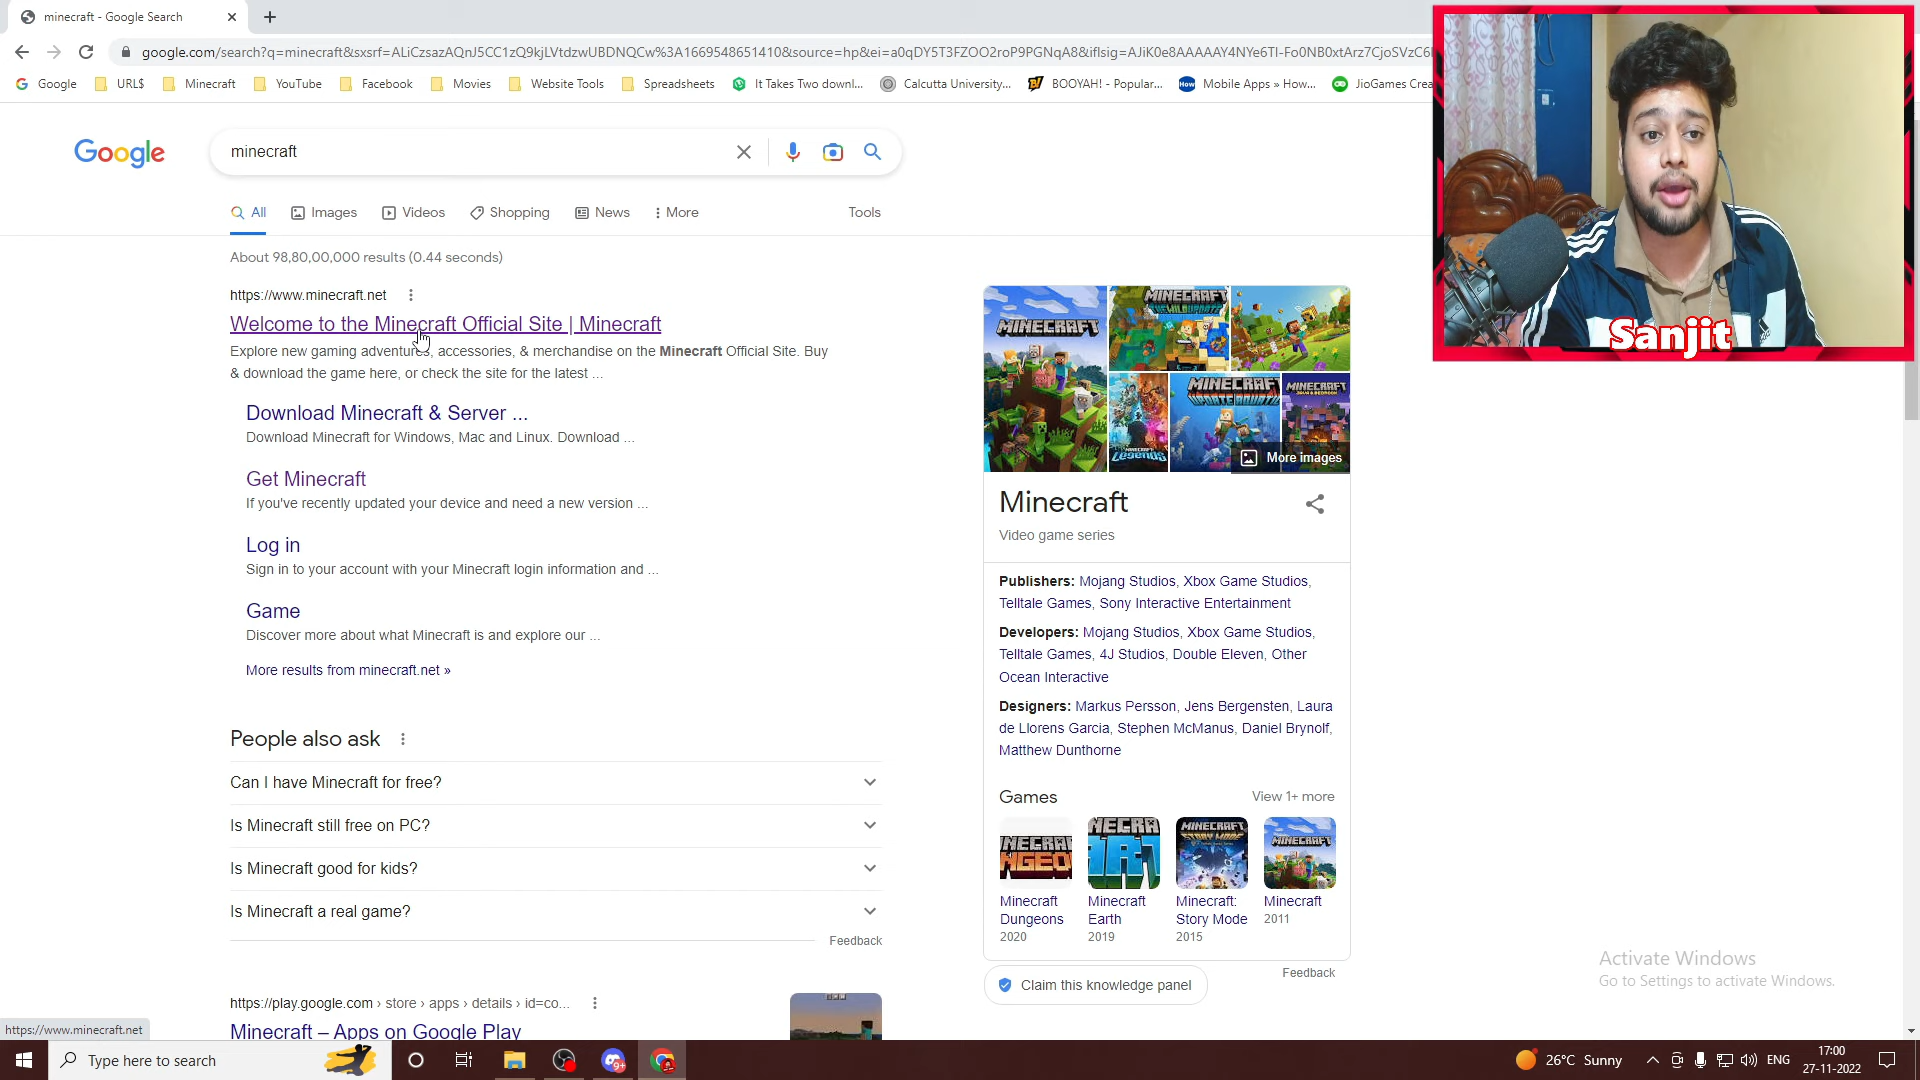 minecraft - Google Search
google.com/search?q=minecraft&sxsrf=ALiCzsazAQnJ5CC1zQ9kjLVtdzwUBDNQCw%3A1669548651410&source=hp&ei=a0qDY5T3FZOO2roP9PGNqA8&iflsig=AJiK0e8AAAAAY4NYe6TI-Fo0NB0xtArz7CjoSVzC6
Google URL$ Minecraft YouTube Facebook Movies Website Tools Spreadsheets It Takes Two downl... Calcutta University... BOOYAH! - Popular... Mobile Apps » How... JioGames Crea
Google
minecraft
All Images Videos Shopping News More Tools
About 98,80,00,000 results (0.44 seconds)
https://www.minecraft.net
Welcome to the Minecraft Official Site | Minecraft
Explore new gaming adventures, accessories, & merchandise on the Minecraft Official Site. Buy
& download the game here, or check the site for the latest ...
Download Minecraft & Server ...
Download Minecraft for Windows, Mac and Linux. Download ...
Get Minecraft
If you've recently updated your device and need a new version ...
Log in
Sign in to your account with your Minecraft login information and ...
Game
Discover more about what Minecraft is and explore our ...
More results from minecraft.net »
People also ask
Can I have Minecraft for free?
Is Minecraft still free on PC?
Is Minecraft good for kids?
Is Minecraft a real game?
Feedback
https://play.google.com › store › apps › details › id=co...
Minecraft – Apps on Google Play
https://www.minecraft.net
MINECRAFT
MINECRAFT
MINECRAFT
MINECRAFT
LEGENDS
More images
Minecraft
Video game series
Publishers: Mojang Studios, Xbox Game Studios,
Telltale Games, Sony Interactive Entertainment
Developers: Mojang Studios, Xbox Game Studios,
Telltale Games, 4J Studios, Double Eleven, Other
Ocean Interactive
Designers: Markus Persson, Jens Bergensten, Laura
de Llorens Garcia, Stephen McManus, Daniel Brynolf,
Matthew Dunthorne
Games View 1+ more
MINECRAFT
STORY MODE
MINECRAFT
Minecraft
Dungeons
2020
Minecraft
Earth
2019
Minecraft:
Story Mode
2015
Minecraft
2011
Feedback
Claim this knowledge panel
Sanjit
Activate Windows
Go to Settings to activate Windows.
Type here to search
9+
26°C Sunny
ENG
17:00
27-11-2022